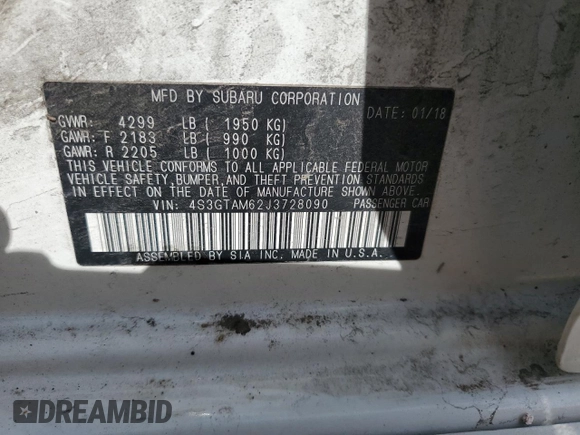 MFD BY SUBARU CORPORATION
DATE: 01/18
GVWR: 4299 LB ( 1950 KG)
GAWR: F 2183 LB ( 990 KG)
GAWR: R 2205 LB ( 1000 KG)
THIS VEHICLE CONFORMS TO ALL APPLICABLE FEDERAL MOTOR
VEHICLE SAFETY, BUMPER, AND THEFT PREVENTION STANDARDS
IN EFFECT ON THE DATE OF MANUFACTURE SHOWN ABOVE.
VIN: 4S3GTAM62J3728090 PASSENGER CAR
ASSEMBLED BY SIA INC. MADE IN U.S.A.
DREAMBID